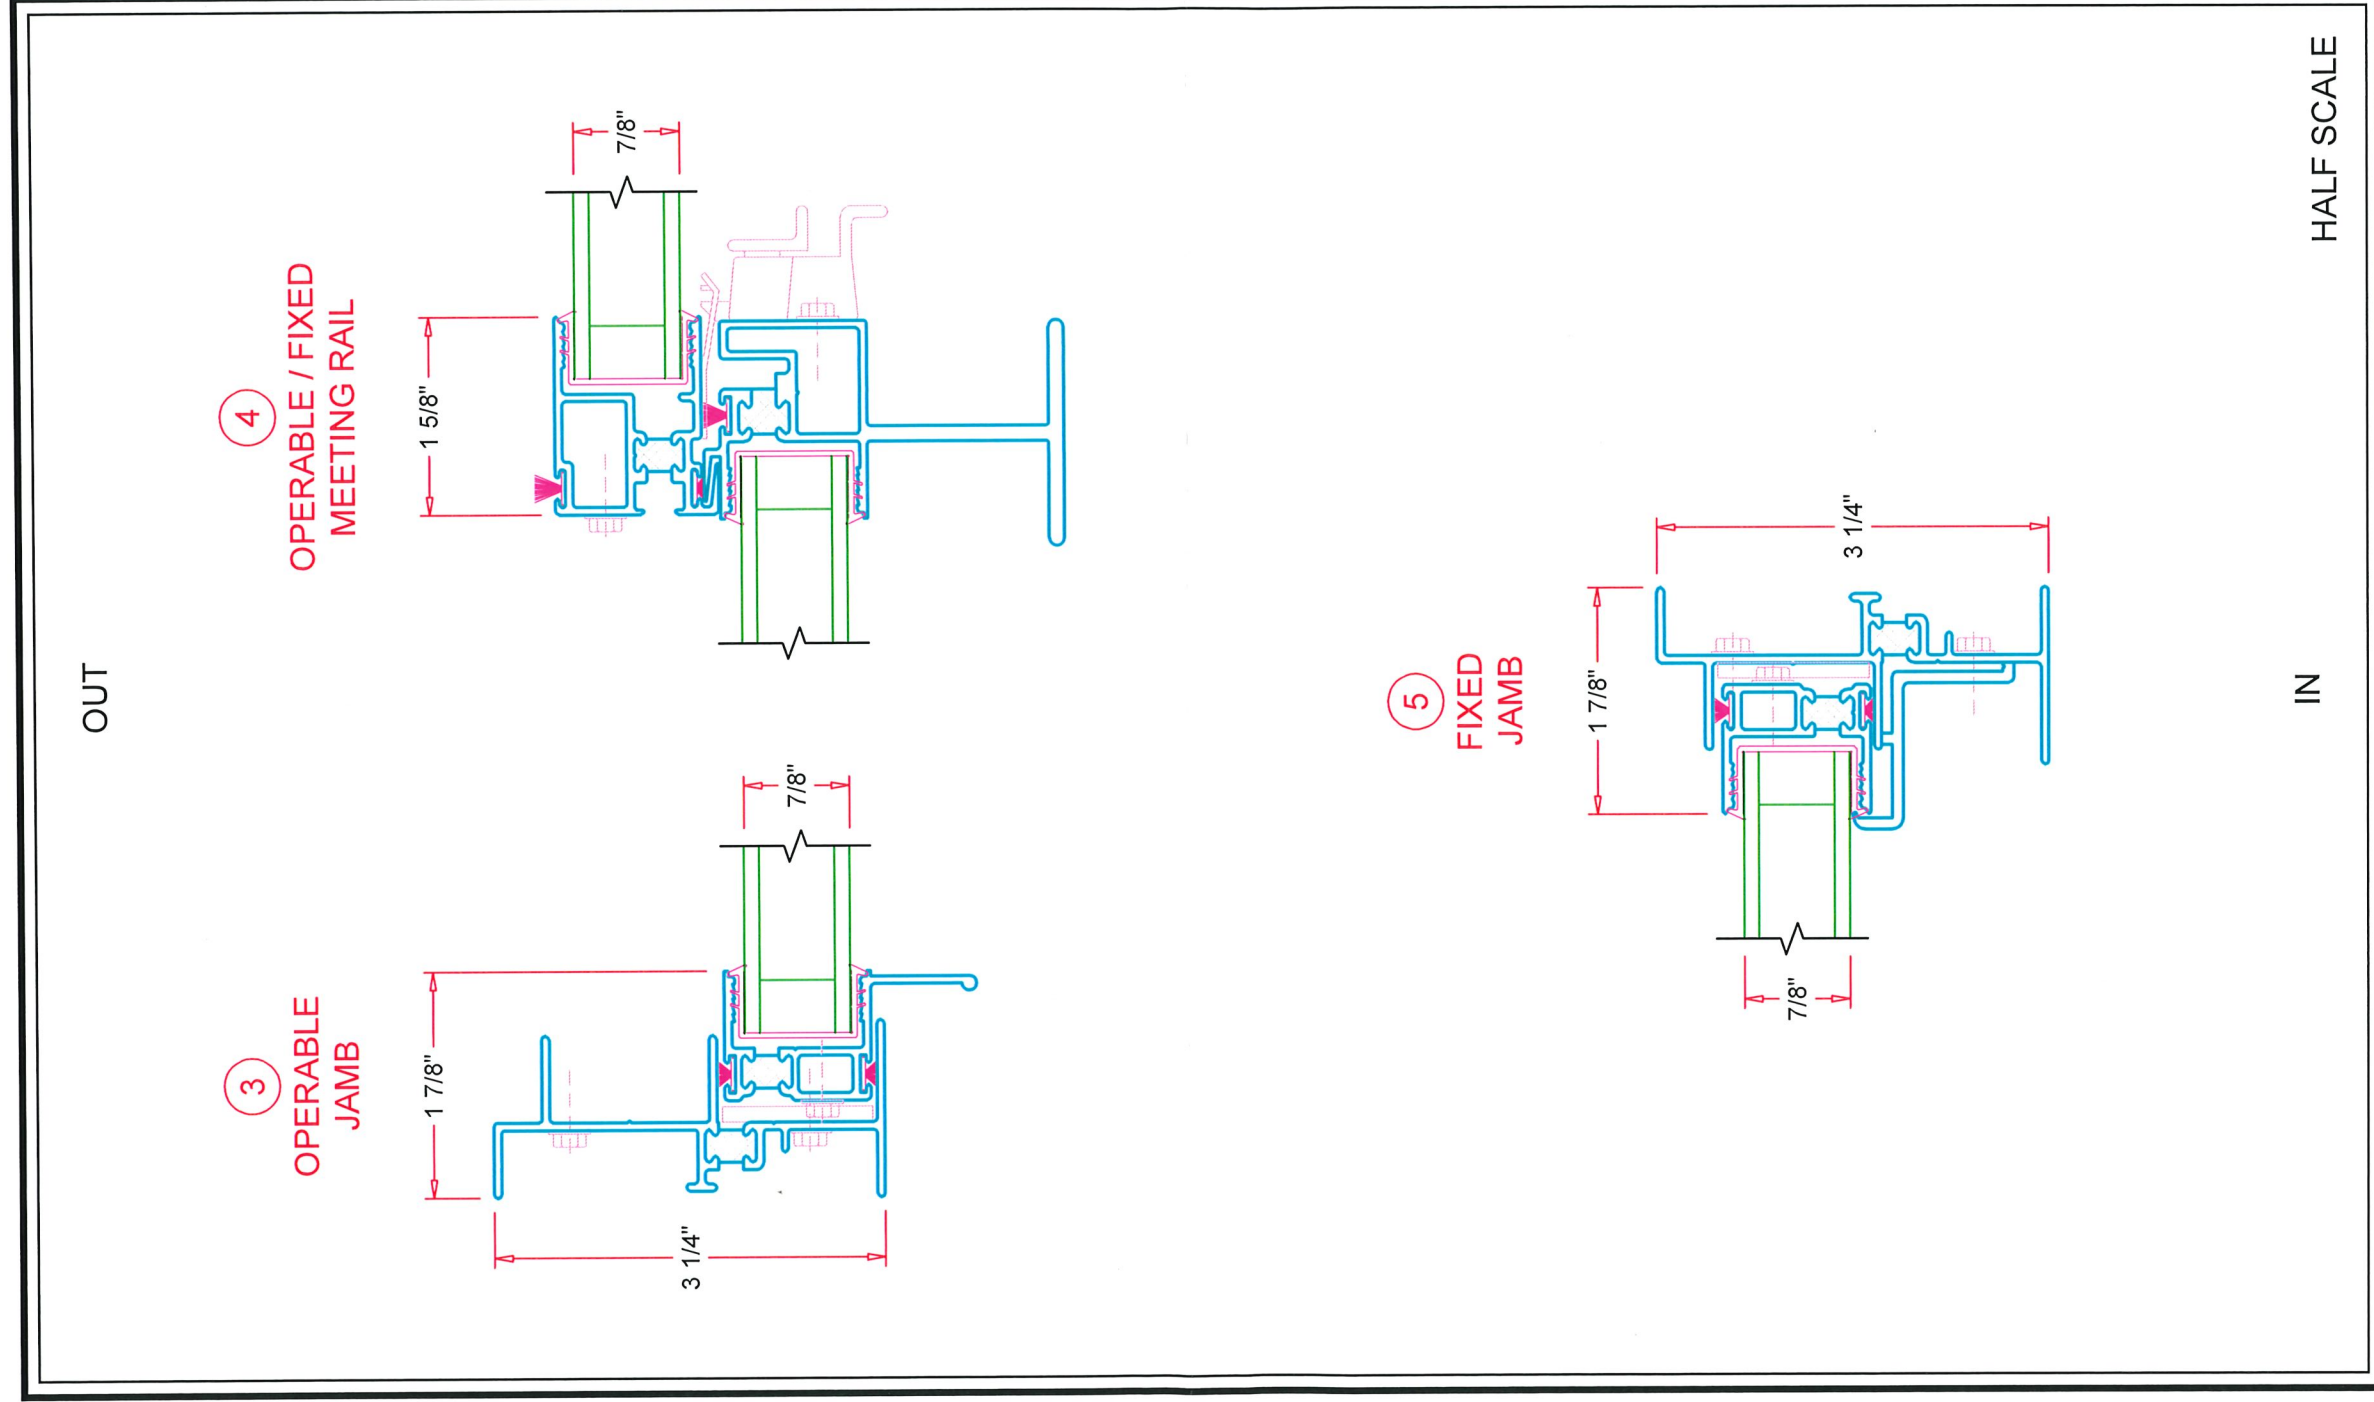 OUT
4
OPERABLE / FIXED
MEETING RAIL
1 5/8"
7/8"
3
OPERABLE
JAMB
1 7/8"
7/8"
3 1/4"
5
FIXED
JAMB
1 7/8"
3 1/4"
7/8"
IN
HALF SCALE